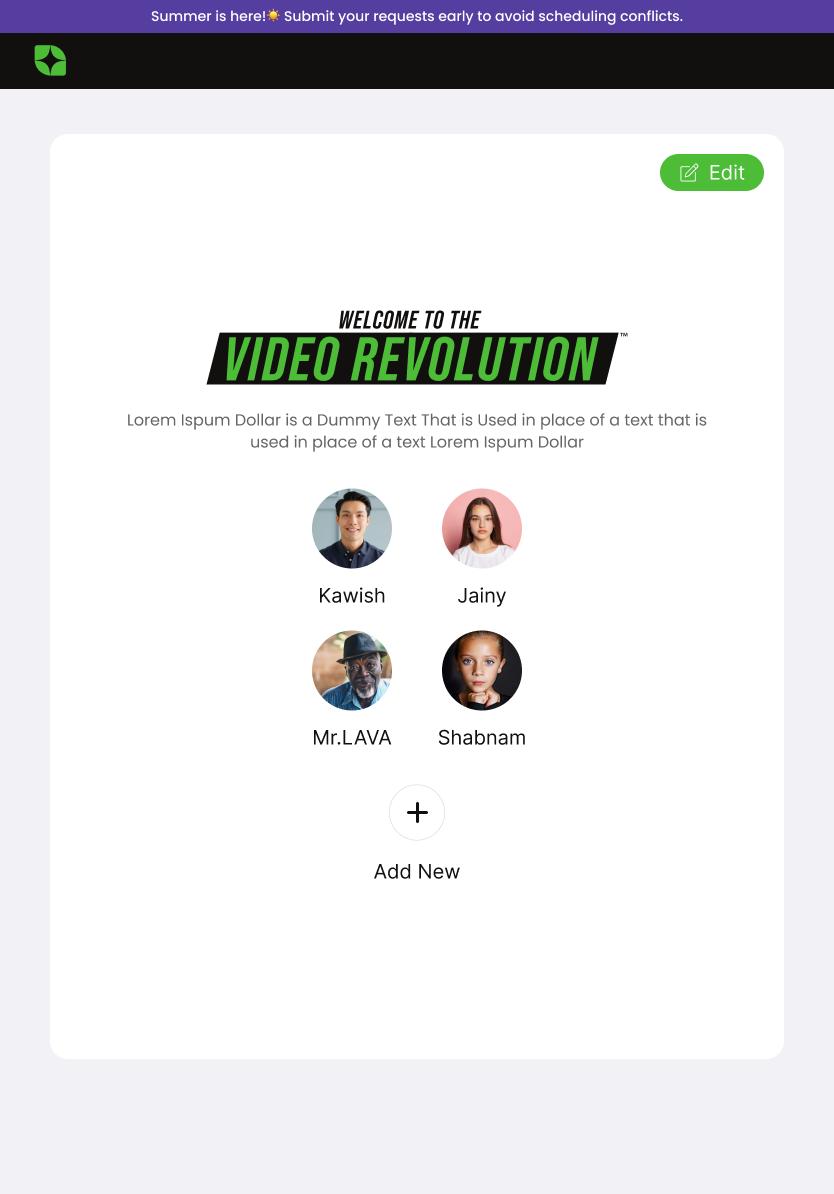 Summer is here!☀️ Submit your requests early to avoid scheduling conflicts.
Edit
WELCOME TO THE
VIDEO REVOLUTION™
Lorem Ispum Dollar is a Dummy Text That is Used in place of a text that is
used in place of a text Lorem Ispum Dollar
Kawish
Jainy
Mr.LAVA
Shabnam
Add New